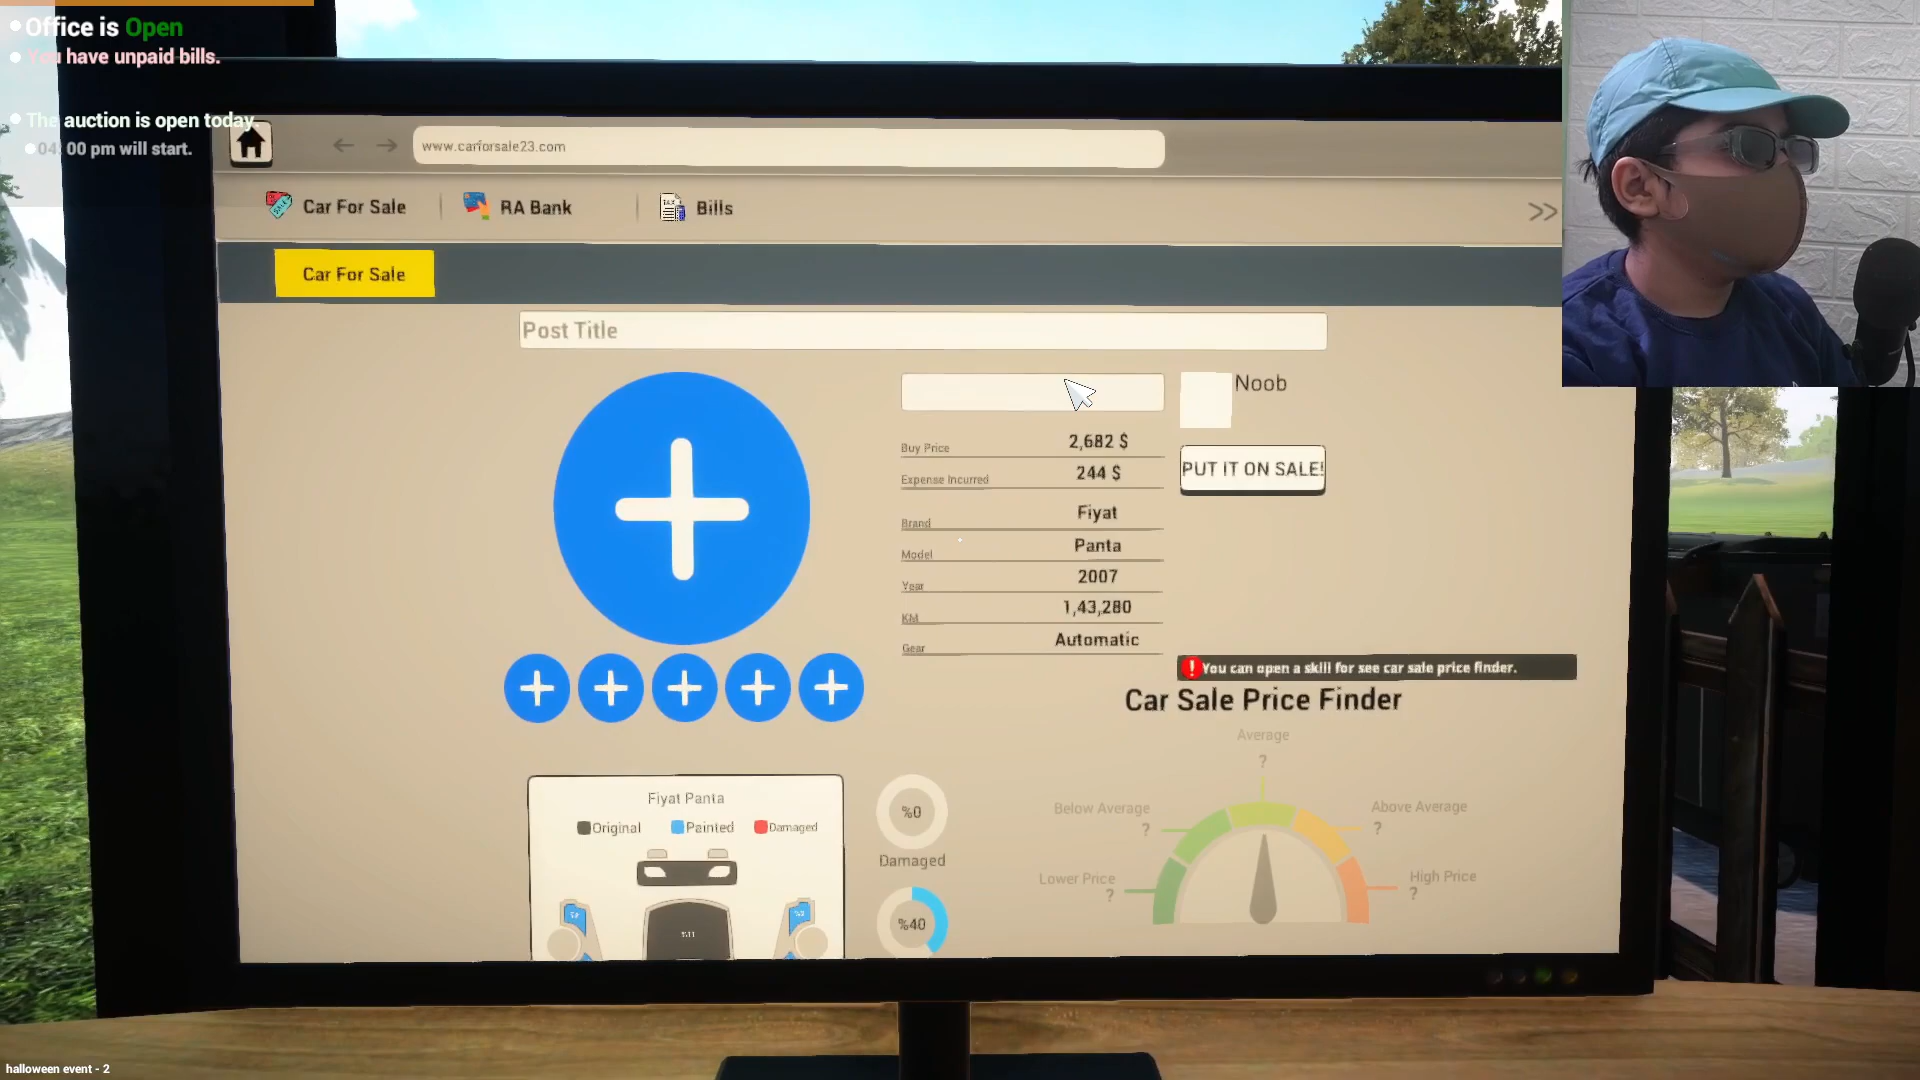 Office is Open
You have unpaid bills.
The auction is open today.
04:00 pm will start.
www.carforsale23.com
Car For Sale
RA Bank
Bills
>>
Car For Sale
Post Title
Noob
Buy Price 2,682 $
PUT IT ON SALE!
Expense Incurred 244 $
Brand Fiyat
Model Panta
Year 2007
KM 1,43,280
Gear Automatic
You can open a skill for see car sale price finder.
Car Sale Price Finder
Average
?
Below Average
?
Above Average
?
Lower Price
?
High Price
?
Fiyat Panta
Original Painted Damaged
%0
Damaged
%40
halloween event - 2